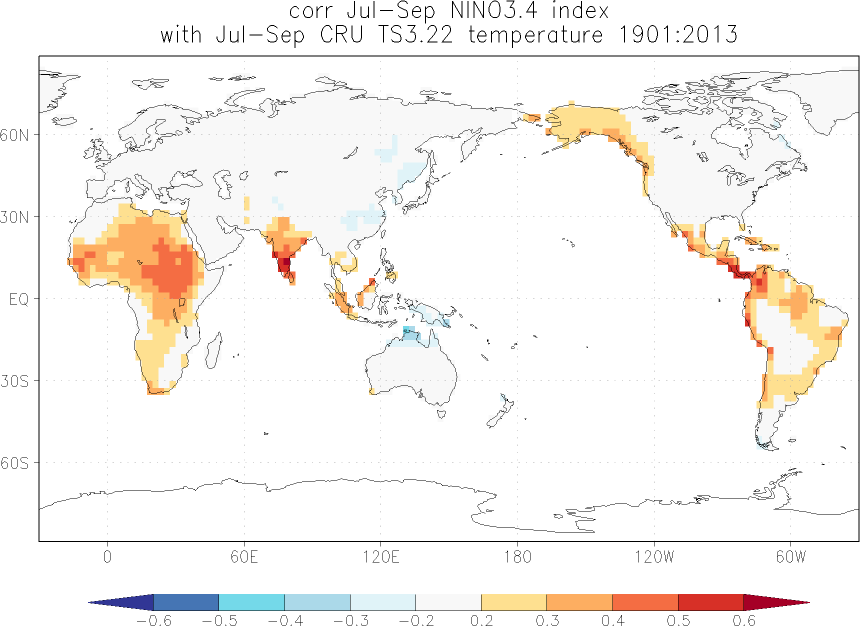 corr Jul-Sep NINO3.4 index
with Jul-Sep CRU TS3.22 temperature 1901:2013
60N
30N
EQ
30S
60S
0 60E 120E 180 120W 60W
-0.6 -0.5 -0.4 -0.3 -0.2 0.2 0.3 0.4 0.5 0.6